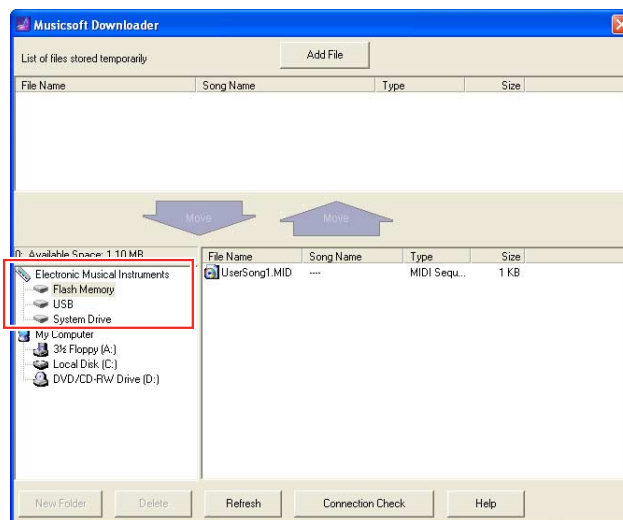 Musicsoft Downloader
List of files stored temporarily
Add File
File Name Song Name Type Size
Move Move
0: Available Space: 1.10 MB
Electronic Musical Instruments
Flash Memory
USB
System Drive
My Computer
3½ Floppy (A:)
Local Disk (C:)
DVD/CD-RW Drive (D:)
File Name Song Name Type Size
UserSong1.MID ---- MIDI Sequ... 1 KB
New Folder Delete Refresh Connection Check Help